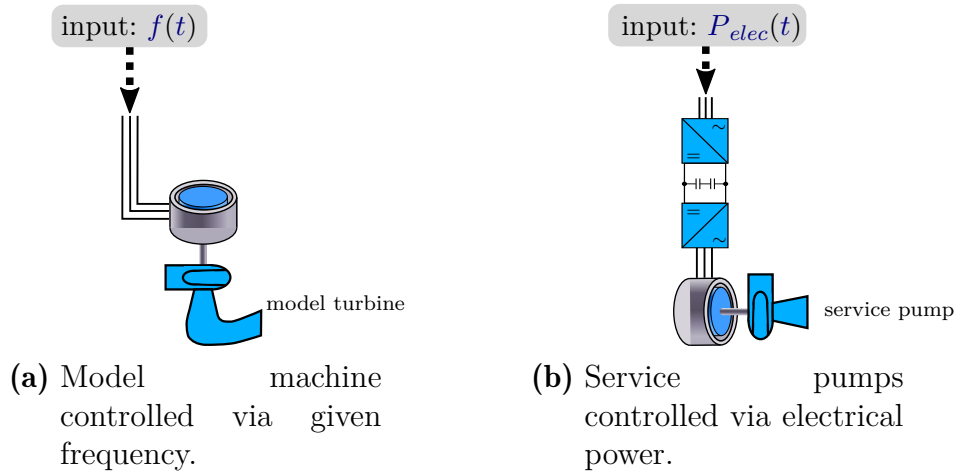 input: f(t)
input: P_elec(t)
model turbine
service pump
(a) Model machine
controlled via given
frequency.
(b) Service pumps
controlled via electrical
power.